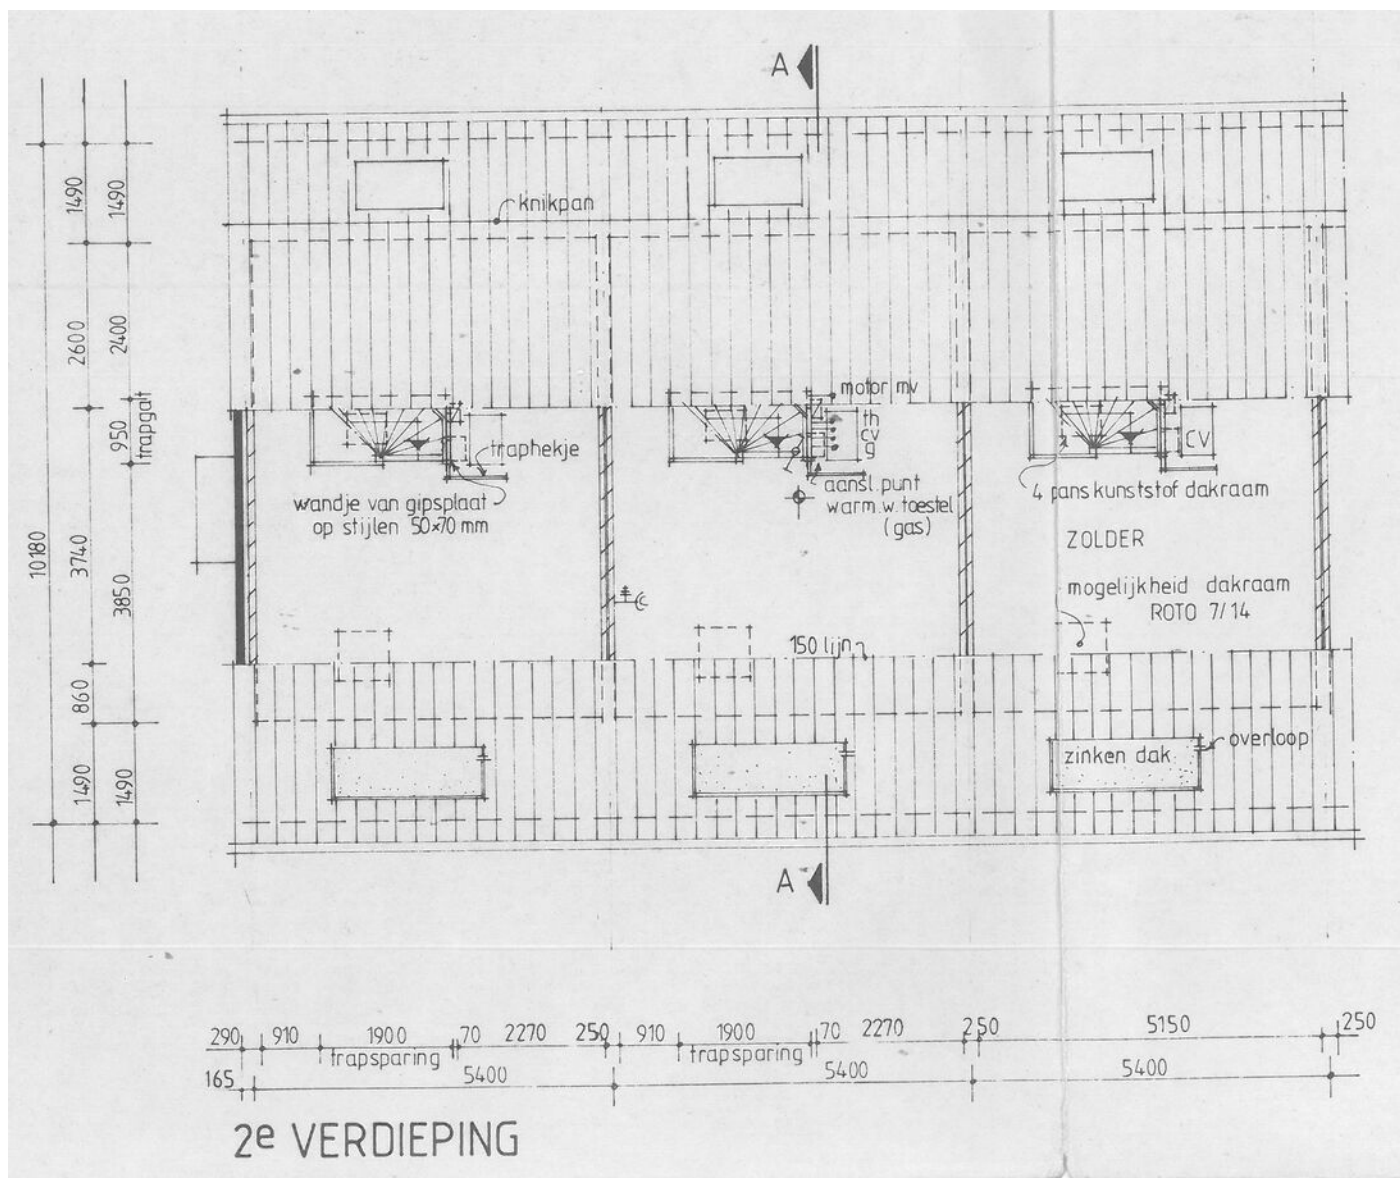 A
knikpan
1490
1490
2600
2400
950
trapgat
10180
3740
3850
860
1490
1490
motor mv
th
cv
g
traphekje
wandje van gipsplaat
op stijlen 50x70 mm
aansl. punt
warm.w.toestel
(gas)
CV
4 pans kunststof dakraam
ZOLDER
mogelijkheid dakraam
ROTO 7/14
150 lijn
zinken dak
overloop
A
290 910 1900 70 2270 250 910 1900 70 2270 250 5150 250
trapsparing trapsparing
165 5400 5400 5400
2e VERDIEPING